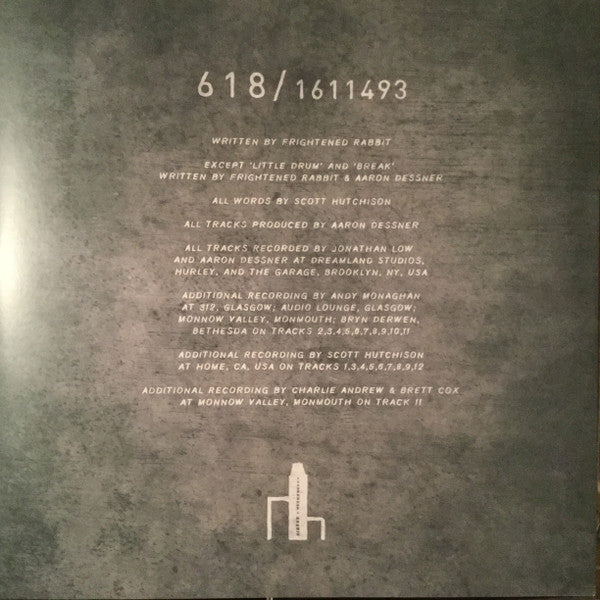 618/1611493
WRITTEN BY FRIGHTENED RABBIT
EXCEPT 'LITTLE DRUM' AND 'BREAK'
WRITTEN BY FRIGHTENED RABBIT & AARON DESSNER
ALL WORDS BY SCOTT HUTCHISON
ALL TRACKS PRODUCED BY AARON DESSNER
ALL TRACKS RECORDED BY JONATHAN LOW
AND AARON DESSNER AT DREAMLAND STUDIOS,
HURLEY, AND THE GARAGE, BROOKLYN, NY, USA
ADDITIONAL RECORDING BY ANDY MONAGHAN
AT 312, GLASGOW; AUDIO LOUNGE, GLASGOW;
MONNOW VALLEY, MONMOUTH; BRYN DERWEN,
BETHESDA ON TRACKS 2,3,4,5,6,7,8,9,10,11
ADDITIONAL RECORDING BY SCOTT HUTCHISON
AT HOME, CA, USA ON TRACKS 1,3,4,5,6,7,8,9,12
ADDITIONAL RECORDING BY CHARLIE ANDREW & BRETT COX
AT MONNOW VALLEY, MONMOUTH ON TRACK 11